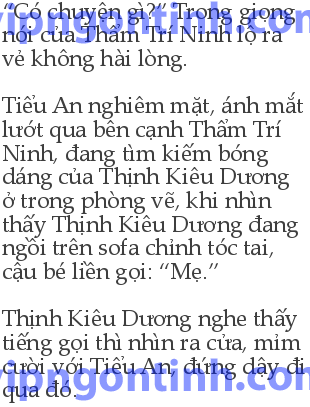 “Có chuyện gì?” Trong giọng
nói của Thẩm Trí Ninh lộ ra
vẻ không hài lòng.
Tiểu An nghiêm mặt, ánh mắt
lướt qua bên cạnh Thẩm Trí
Ninh, đang tìm kiếm bóng
dáng của Thịnh Kiêu Dương
ở trong phòng vẽ, khi nhìn
thấy Thịnh Kiêu Dương đang
ngồi trên sofa chỉnh tóc tai,
cậu bé liền gọi: “Mẹ.”
Thịnh Kiêu Dương nghe thấy
tiếng gọi thì nhìn ra cửa, mỉm
cười với Tiểu An, đứng dậy đi
qua đó.
vipngontinh.com
vipngontinh.com